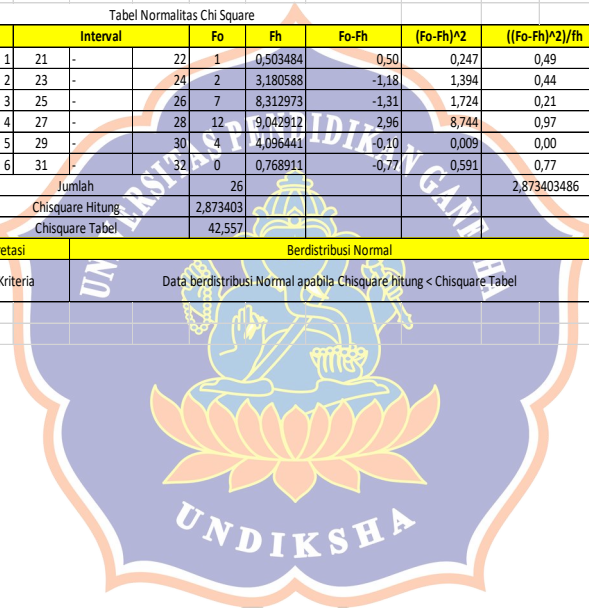 Tabel Normalitas Chi Square
Interval Fo Fh Fo-Fh (Fo-Fh)^2 ((Fo-Fh)^2)/fh
1 21 - 22 1 0,503484 0,50 0,247 0,49
2 23 - 24 2 3,180588 -1,18 1,394 0,44
3 25 - 26 7 8,312973 -1,31 1,724 0,21
4 27 - 28 12 9,042912 2,96 8,744 0,97
5 29 - 30 4 4,096441 -0,10 0,009 0,00
6 31 - 32 0 0,768911 -0,77 0,591 0,77
Jumlah 26 2,873403486
Chisquare Hitung 2,873403
Chisquare Tabel 42,557
etasi Berdistribusi Normal
Kriteria Data berdistribusi Normal apabila Chisquare hitung < Chisquare Tabel
UNIVERSITAS PENDIDIKAN GANESHA
UNDIKSHA